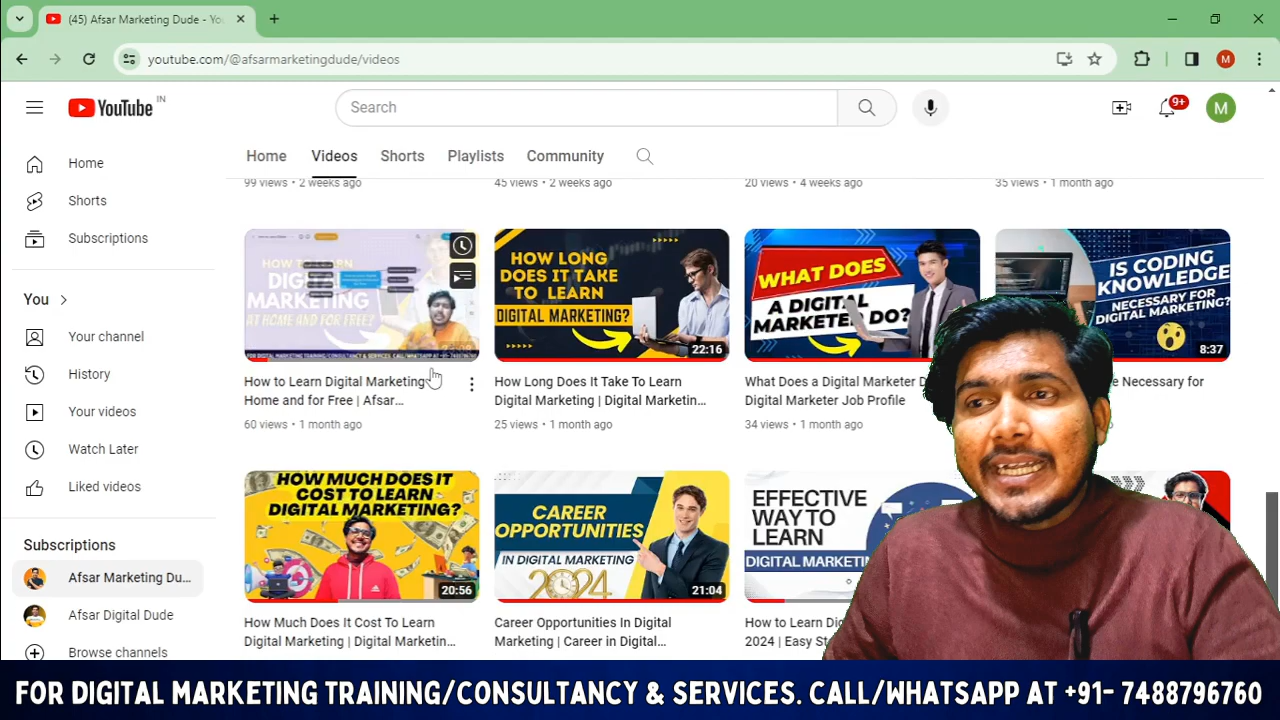 (45) Afsar Marketing Dude - Yo
youtube.com/@afsarmarketingdude/videos
M
YouTube IN
Search
9+
M
Home
Videos
Shorts
Playlists
Community
Home
Shorts
Subscriptions
You
Your channel
History
Your videos
Watch Later
Liked videos
Subscriptions
Afsar Marketing Du...
Afsar Digital Dude
Browse channels
99 views • 2 weeks ago
45 views • 2 weeks ago
20 views • 4 weeks ago
35 views • 1 month ago
HOW TO LEARN
DIGITAL
MARKETING
AT HOME AND FOR FREE?
How to Learn Digital Marketing
Home and for Free | Afsar...
60 views • 1 month ago
HOW LONG
DOES IT TAKE
TO LEARN
DIGITAL MARKETING?
22:16
How Long Does It Take To Learn
Digital Marketing | Digital Marketin...
25 views • 1 month ago
WHAT DOES
A DIGITAL
MARKETER DO?
What Does a Digital Marketer D
Digital Marketer Job Profile
34 views • 1 month ago
IS CODING
KNOWLEDGE
NECESSARY FOR
DIGITAL MARKETING?
8:37
e Necessary for
HOW MUCH DOES IT
COST TO LEARN
DIGITAL MARKETING?
20:56
How Much Does It Cost To Learn
Digital Marketing | Digital Marketin...
CAREER
OPPORTUNITIES
IN DIGITAL MARKETING
2024
21:04
Career Opportunities In Digital
Marketing | Career in Digital...
EFFECTIVE
WAY TO
LEARN
DIGITAL MARKETI
How to Learn Di
2024 | Easy St
FOR DIGITAL MARKETING TRAINING/CONSULTANCY & SERVICES. CALL/WHATSAPP AT +91- 7488796760